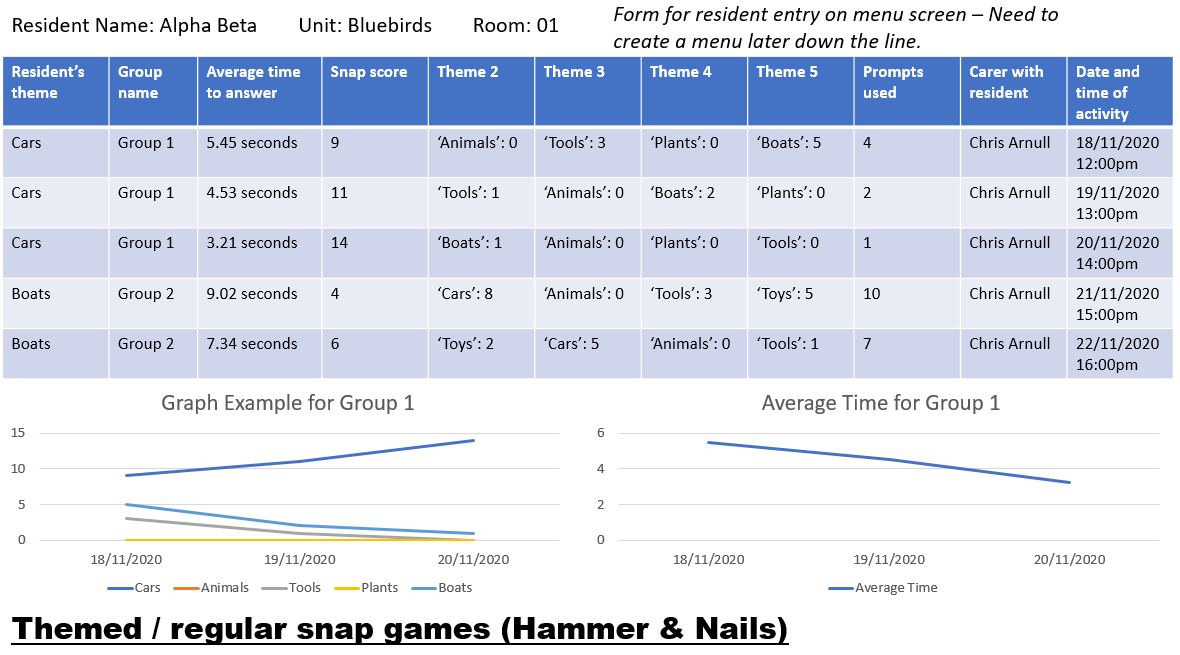 Resident Name: Alpha Beta Unit: Bluebirds Room: 01
Form for resident entry on menu screen – Need to
create a menu later down the line.
Resident's theme Group name Average time to answer Snap score Theme 2 Theme 3 Theme 4 Theme 5 Prompts used Carer with resident Date and time of activity
Cars Group 1 5.45 seconds 9 ‘Animals’: 0 ‘Tools’: 3 ‘Plants’: 0 ‘Boats’: 5 4 Chris Arnull 18/11/2020 12:00pm
Cars Group 1 4.53 seconds 11 ‘Tools’: 1 ‘Animals’: 0 ‘Boats’: 2 ‘Plants’: 0 2 Chris Arnull 19/11/2020 13:00pm
Cars Group 1 3.21 seconds 14 ‘Boats’: 1 ‘Animals’: 0 ‘Plants’: 0 ‘Tools’: 0 1 Chris Arnull 20/11/2020 14:00pm
Boats Group 2 9.02 seconds 4 ‘Cars’: 8 ‘Animals’: 0 ‘Tools’: 3 ‘Toys’: 5 10 Chris Arnull 21/11/2020 15:00pm
Boats Group 2 7.34 seconds 6 ‘Toys’: 2 ‘Cars’: 5 ‘Animals’: 0 ‘Tools’: 1 7 Chris Arnull 22/11/2020 16:00pm
Graph Example for Group 1
15
10
5
0
18/11/2020 19/11/2020 20/11/2020
Cars Animals Tools Plants Boats
Average Time for Group 1
6
4
2
0
18/11/2020 19/11/2020 20/11/2020
Average Time
Themed / regular snap games (Hammer & Nails)